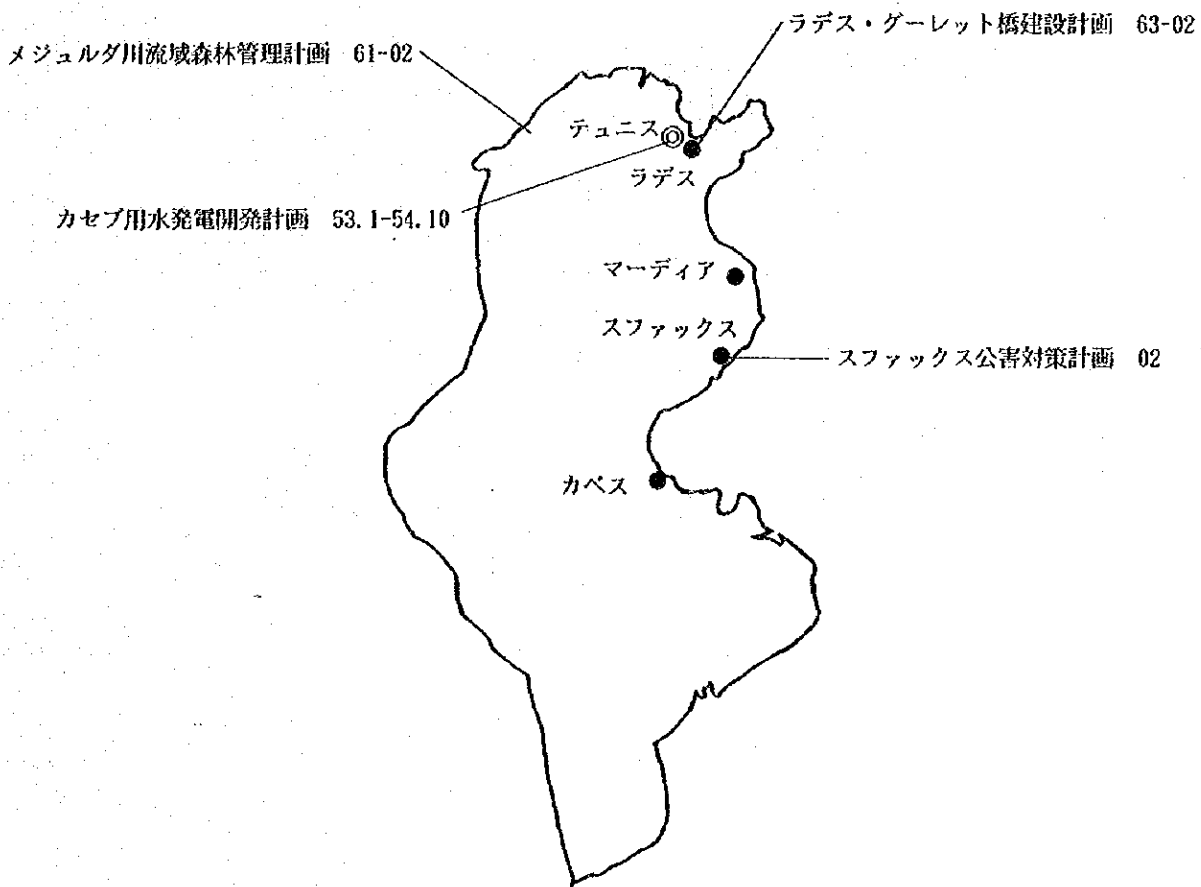 ラデス・グーレット橋建設計画 63-02
メジェルダ川流域森林管理計画 61-02
テュニス
ラデス
カセブ用水発電開発計画 53.1-54.10
マーディア
スファックス
スファックス公害対策計画 02
カベス